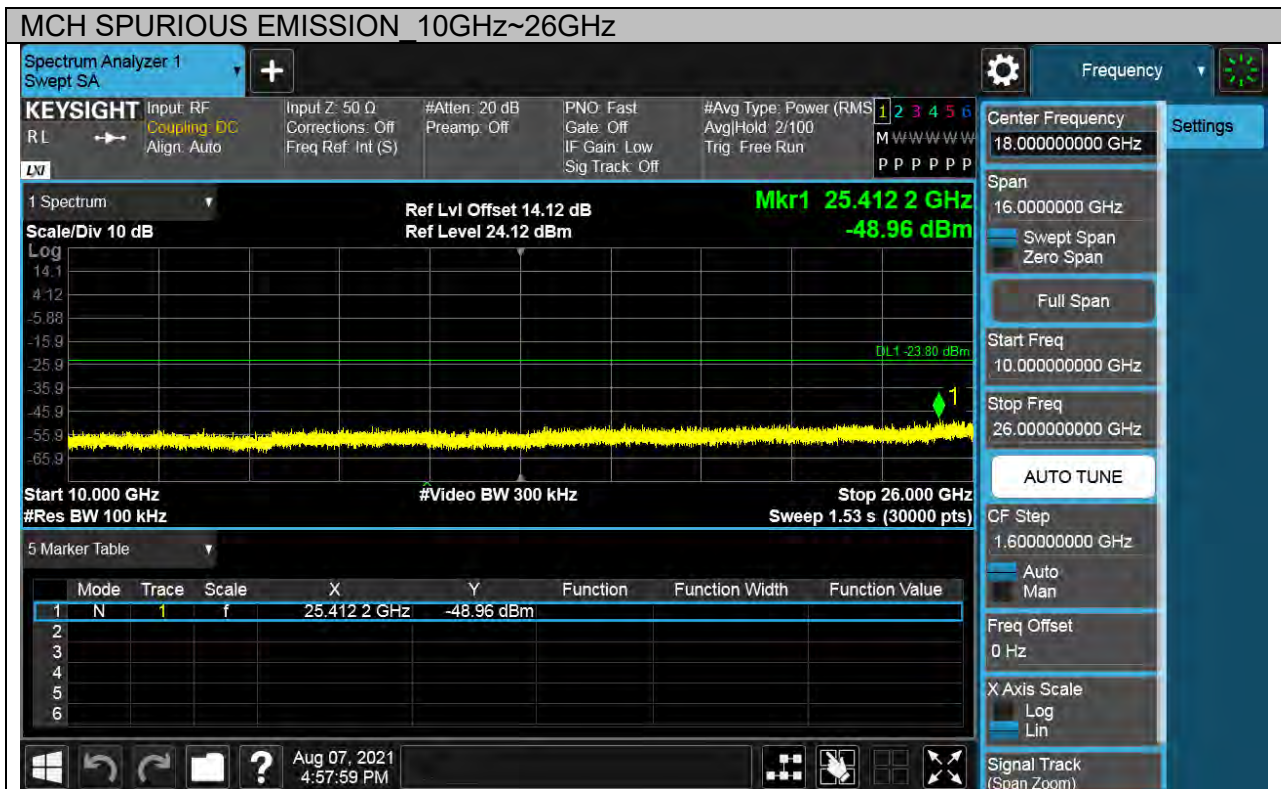 MCH SPURIOUS EMISSION_10GHz~26GHz
Spectrum Analyzer 1
Swept SA
+
Frequency
KEYSIGHT
RL
LXI
Input: RF
Coupling: DC
Align: Auto
Input Z: 50 Ω
Corrections: Off
Freq Ref: Int (S)
#Atten: 20 dB
Preamp: Off
PNO: Fast
Gate: Off
IF Gain: Low
Sig Track: Off
#Avg Type: Power (RMS
Avg|Hold: 2/100
Trig: Free Run
1 2 3 4 5 6
M W W W W W
P P P P P P
1 Spectrum
Scale/Div 10 dB
Ref Lvl Offset 14.12 dB
Ref Level 24.12 dBm
Mkr1 25.412 2 GHz
-48.96 dBm
Log
14.1
4.12
-5.88
-15.9
-25.9
-35.9
-45.9
-55.9
-65.9
DL1 -23.80 dBm
1
Start 10.000 GHz
#Video BW 300 kHz
Stop 26.000 GHz
#Res BW 100 kHz
Sweep 1.53 s (30000 pts)
5 Marker Table
Mode Trace Scale X Y Function Function Width Function Value
1 N 1 f 25.412 2 GHz -48.96 dBm
2
3
4
5
6
?
Aug 07, 2021
4:57:59 PM
Center Frequency
18.000000000 GHz
Settings
Span
16.0000000 GHz
Swept Span
Zero Span
Full Span
Start Freq
10.000000000 GHz
Stop Freq
26.000000000 GHz
AUTO TUNE
CF Step
1.600000000 GHz
Auto
Man
Freq Offset
0 Hz
X Axis Scale
Log
Lin
Signal Track
(Span Zoom)